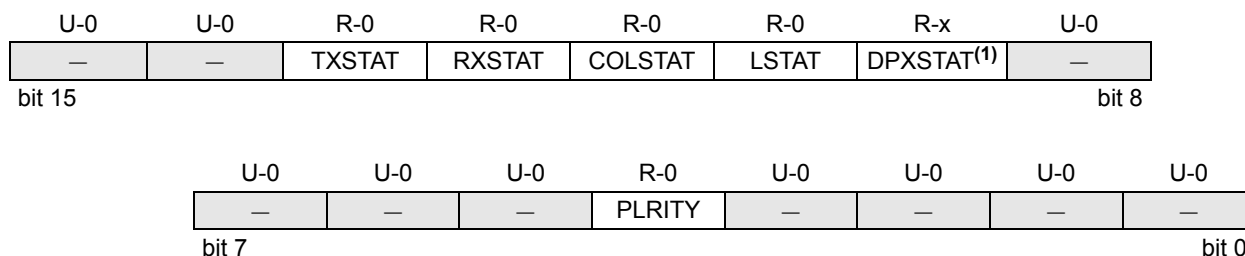 U-0 U-0 R-0 R-0 R-0 R-0 R-x U-0
— — TXSTAT RXSTAT COLSTAT LSTAT DPXSTAT(1) —
bit 15 bit 8
U-0 U-0 U-0 R-0 U-0 U-0 U-0 U-0
— — — PLRITY — — — —
bit 7 bit 0